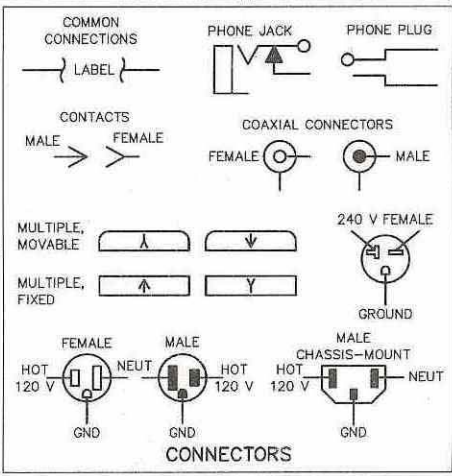 COMMON
CONNECTIONS
LABEL
PHONE JACK
PHONE PLUG
CONTACTS
MALE
FEMALE
COAXIAL CONNECTORS
FEMALE
MALE
MULTIPLE,
MOVABLE
MULTIPLE,
FIXED
240 V FEMALE
GROUND
FEMALE
HOT
120 V
NEUT
GND
MALE
HOT
120 V
GND
MALE
CHASSIS-MOUNT
HOT
120 V
NEUT
GND
CONNECTORS